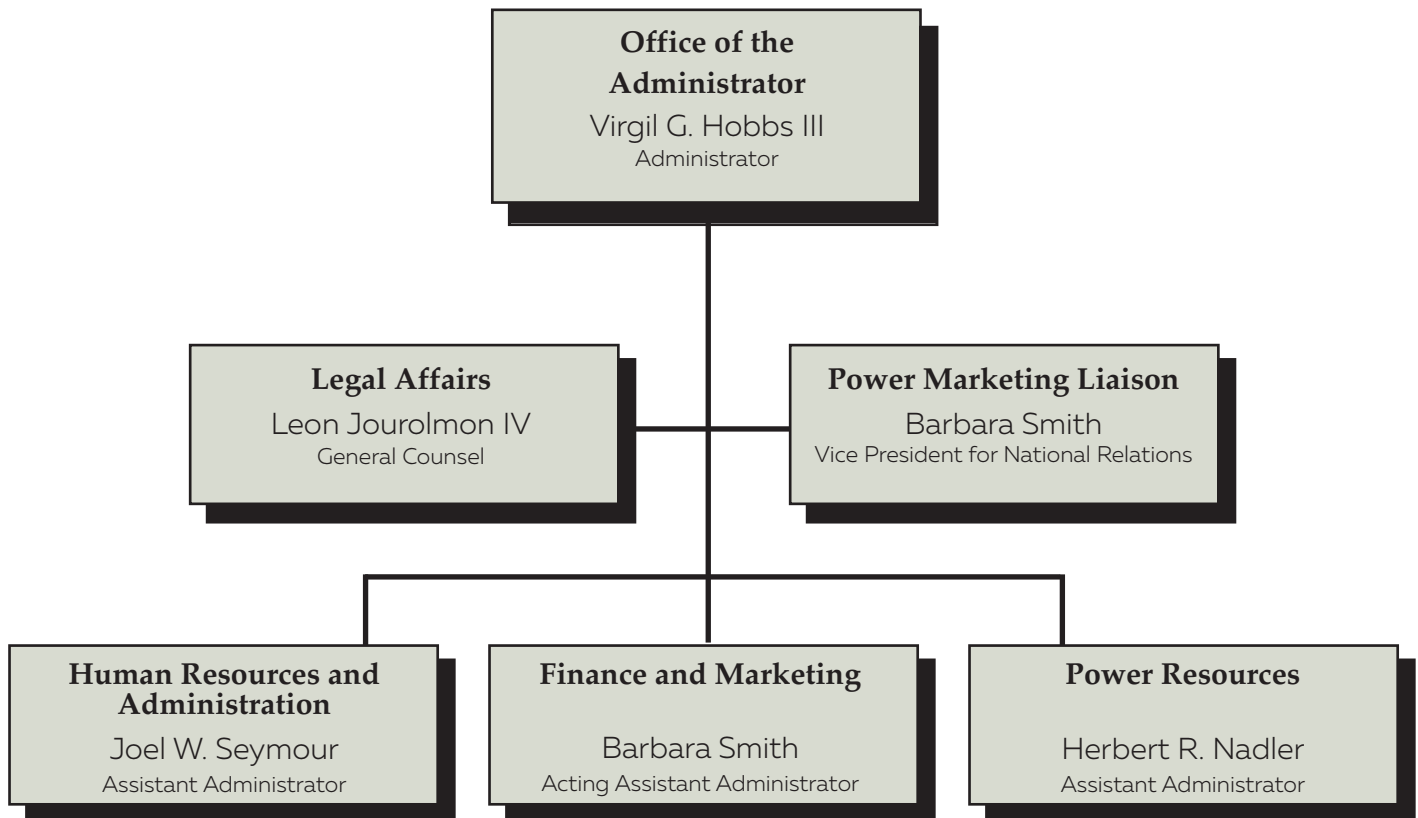 Office of the
Administrator
Virgil G. Hobbs III
Administrator
Legal Affairs
Leon Jourolmon IV
General Counsel
Power Marketing Liaison
Barbara Smith
Vice President for National Relations
Human Resources and
Administration
Joel W. Seymour
Assistant Administrator
Finance and Marketing
Barbara Smith
Acting Assistant Administrator
Power Resources
Herbert R. Nadler
Assistant Administrator